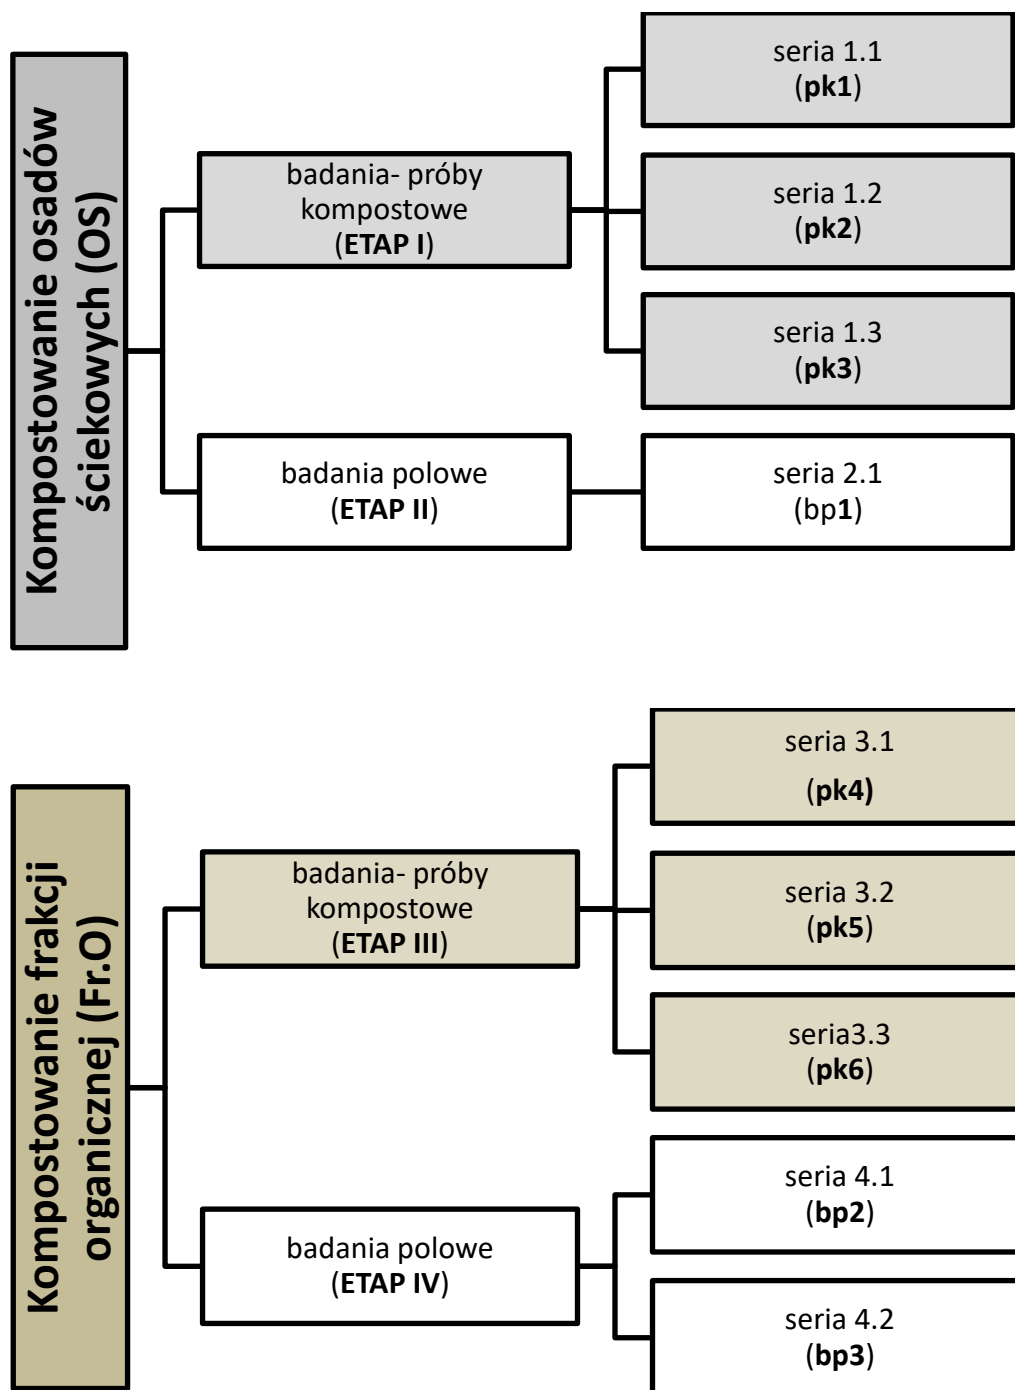 Kompostowanie osadów
ściekowych (OS)
badania- próby
kompostowe
(ETAP I)
seria 1.1
(pk1)
seria 1.2
(pk2)
seria 1.3
(pk3)
badania polowe
(ETAP II)
seria 2.1
(bp1)
Kompostowanie frakcji
organicznej (Fr.O)
badania- próby
kompostowe
(ETAP III)
seria 3.1
(pk4)
seria 3.2
(pk5)
seria3.3
(pk6)
badania polowe
(ETAP IV)
seria 4.1
(bp2)
seria 4.2
(bp3)